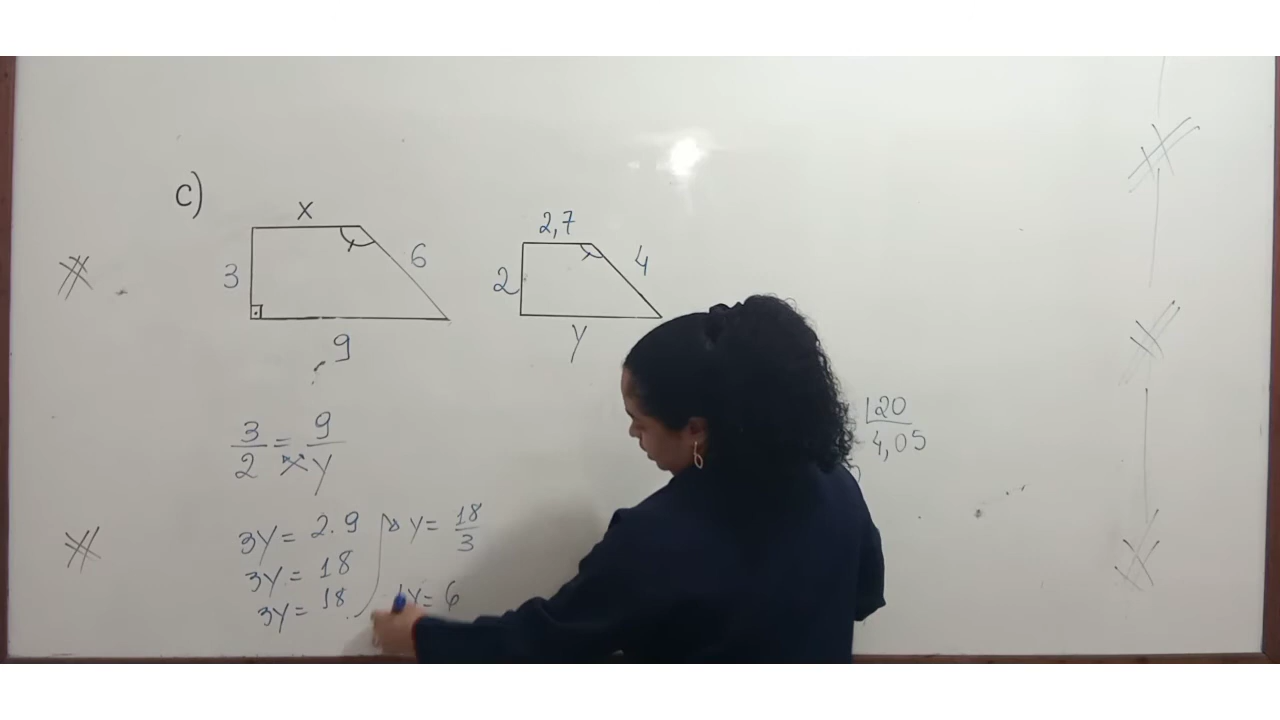 c)
x
3
6
9
2,7
2
4
y
3/2 = 9/y
3y = 2.9
3y = 18
3y = 18
y = 18/3
y = 6
20
4,05